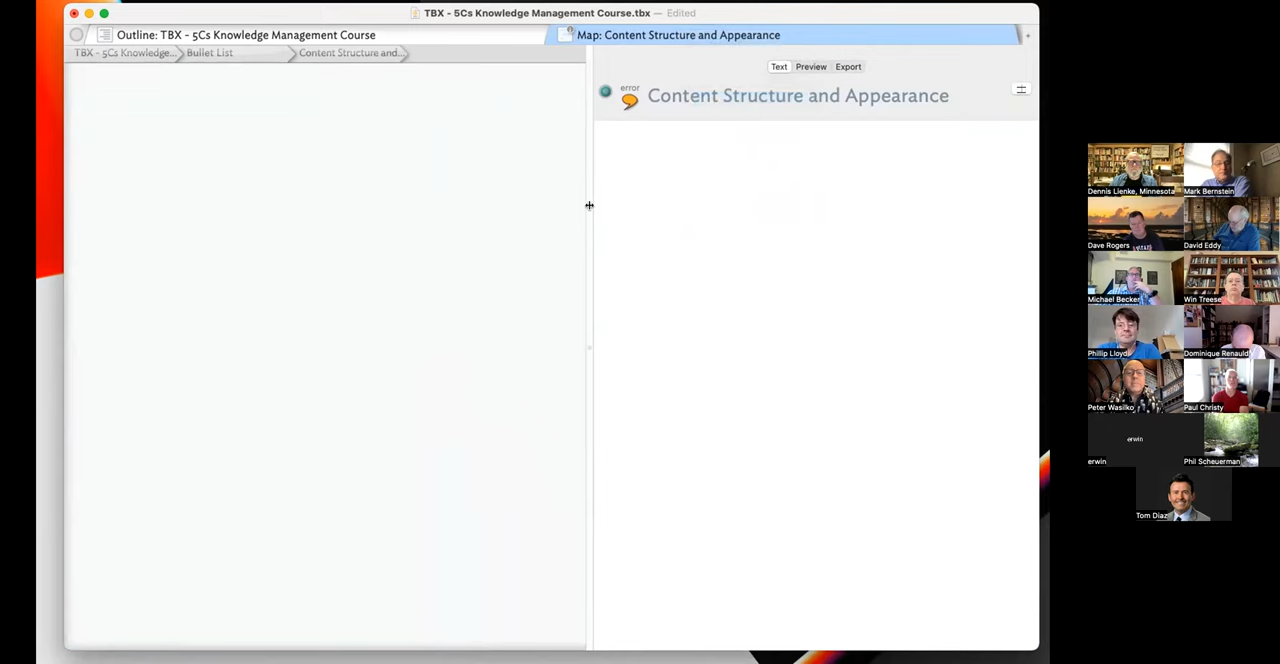 TBX - 5Cs Knowledge Management Course.tbx — Edited
Outline: TBX - 5Cs Knowledge Management Course
Map: Content Structure and Appearance
+
TBX - 5Cs Knowledge...
Bullet List
Content Structure and...
Text
Preview
Export
error
Content Structure and Appearance
Dennis Lienke, Minnesota
Mark Bernstein
Dave Rogers
David Eddy
Michael Becker
Win Treese
Phillip Lloyd
Dominique Renauld
Peter Wasilko
Paul Christy
erwin
erwin
Phil Scheuerman
Tom Diaz